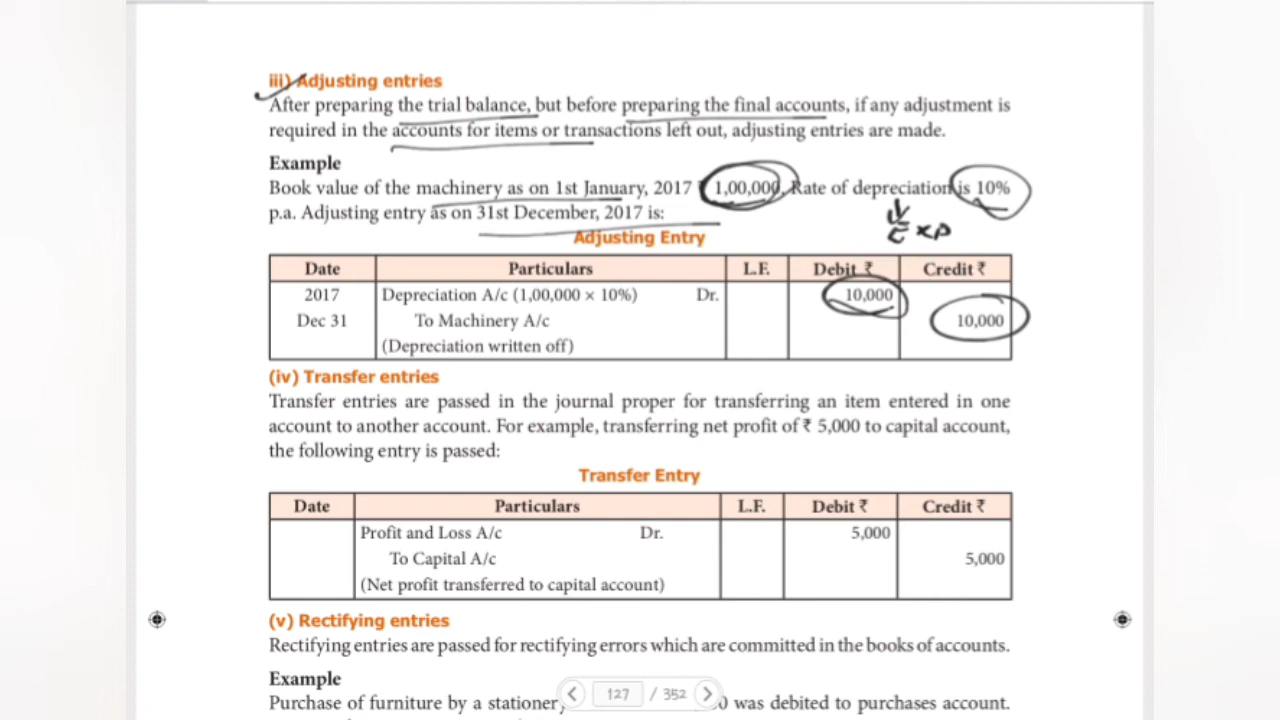 iii) Adjusting entries
After preparing the trial balance, but before preparing the final accounts, if any adjustment is
required in the accounts for items or transactions left out, adjusting entries are made.
Example
Book value of the machinery as on 1st January, 2017 1,00,000, Rate of depreciation is 10%
p.a. Adjusting entry as on 31st December, 2017 is:
Exp
Adjusting Entry
Date Particulars L.F. Debit ₹ Credit ₹
2017 Depreciation A/c (1,00,000 × 10%) Dr. 10,000
Dec 31 To Machinery A/c 10,000
(Depreciation written off)
(iv) Transfer entries
Transfer entries are passed in the journal proper for transferring an item entered in one
account to another account. For example, transferring net profit of ₹ 5,000 to capital account,
the following entry is passed:
Transfer Entry
Date Particulars L.F. Debit ₹ Credit ₹
Profit and Loss A/c Dr. 5,000
To Capital A/c 5,000
(Net profit transferred to capital account)
(v) Rectifying entries
Rectifying entries are passed for rectifying errors which are committed in the books of accounts.
Example
Purchase of furniture by a stationery 0 was debited to purchases account.
127 / 352